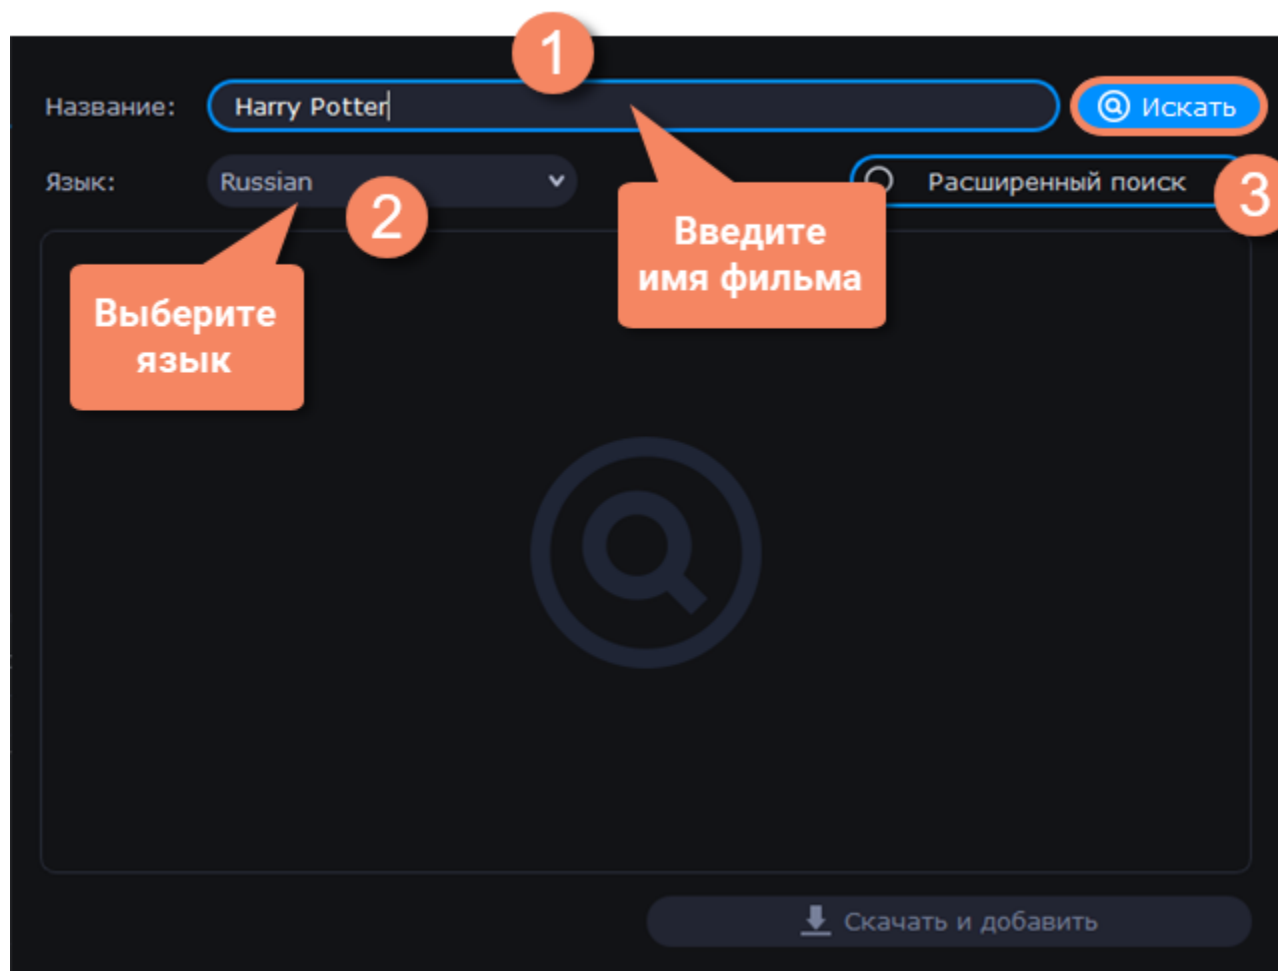 1
Название:
Harry Potter
Искать
Язык:
Russian
2
Расширенный поиск
3
Введите
имя фильма
Выберите
язык
Скачать и добавить